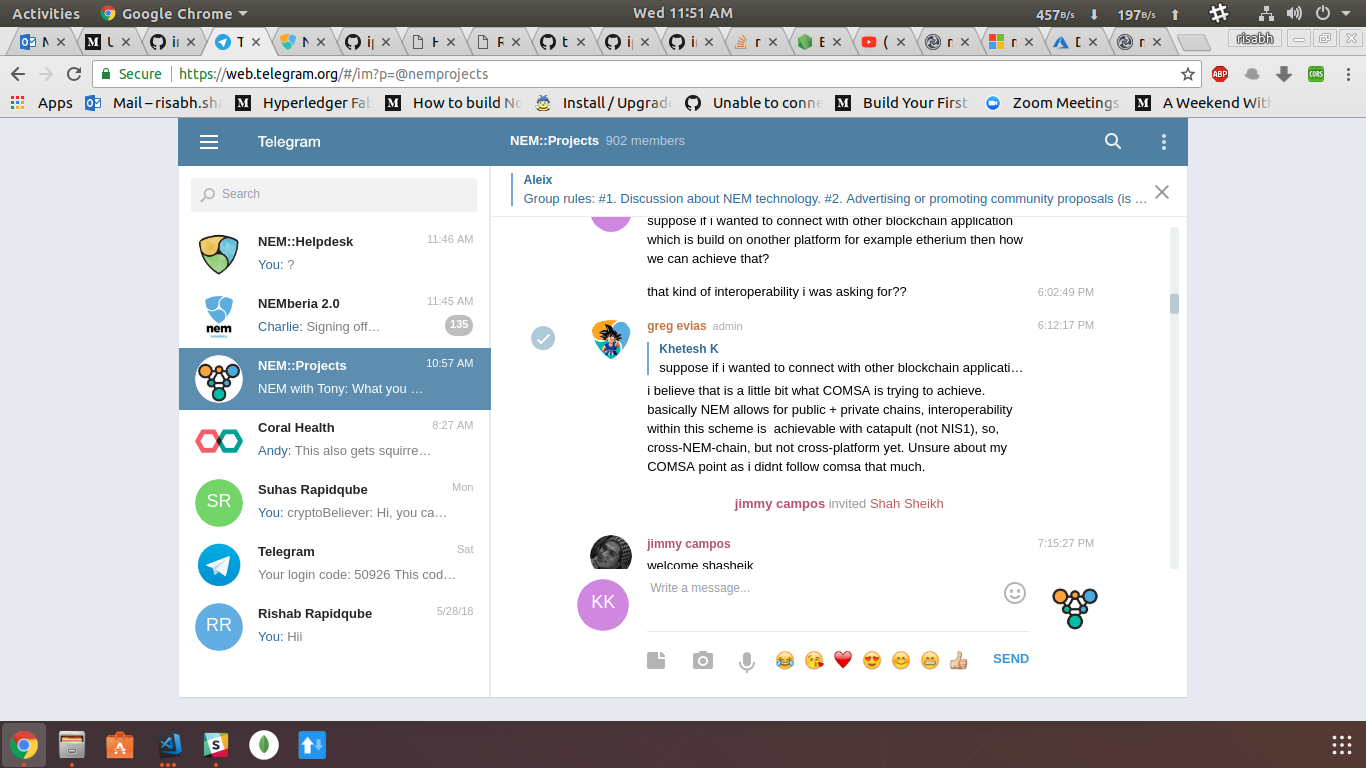 Activities
Google Chrome
Wed 11:51 AM
457B/s
197B/s
risabh
Secure
https://web.telegram.org/#/im?p=@nemprojects
ABP
CORS
Apps
Mail – risabh.sha
Hyperledger Fab
How to build No
Install / Upgrade
Unable to conne
Build Your First
Zoom Meetings
A Weekend With
Telegram
NEM::Projects 902 members
Search
NEM::Helpdesk 11:46 AM
You: ?
NEMberia 2.0 11:45 AM
Charlie: Signing off…
135
nem
NEM::Projects 10:57 AM
NEM with Tony: What you …
Coral Health 8:27 AM
Andy: This also gets squirre…
SR
Suhas Rapidqube Mon
You: cryptoBeliever: Hi, you ca…
Telegram Sat
Your login code: 50926 This cod…
RR
Rishab Rapidqube 5/28/18
You: Hii
Aleix
Group rules: #1. Discussion about NEM technology. #2. Advertising or promoting community proposals (is …
suppose if i wanted to connect with other blockchain application
which is build on onother platform for example etherium then how
we can achieve that?
that kind of interoperability i was asking for?? 6:02:49 PM
greg evias admin 6:12:17 PM
Khetesh K
suppose if i wanted to connect with other blockchain applicati…
i believe that is a little bit what COMSA is trying to achieve.
basically NEM allows for public + private chains, interoperability
within this scheme is achievable with catapult (not NIS1), so,
cross-NEM-chain, but not cross-platform yet. Unsure about my
COMSA point as i didnt follow comsa that much.
jimmy campos invited Shah Sheikh
jimmy campos 7:15:27 PM
welcome shasheik
KK
Write a message...
SEND